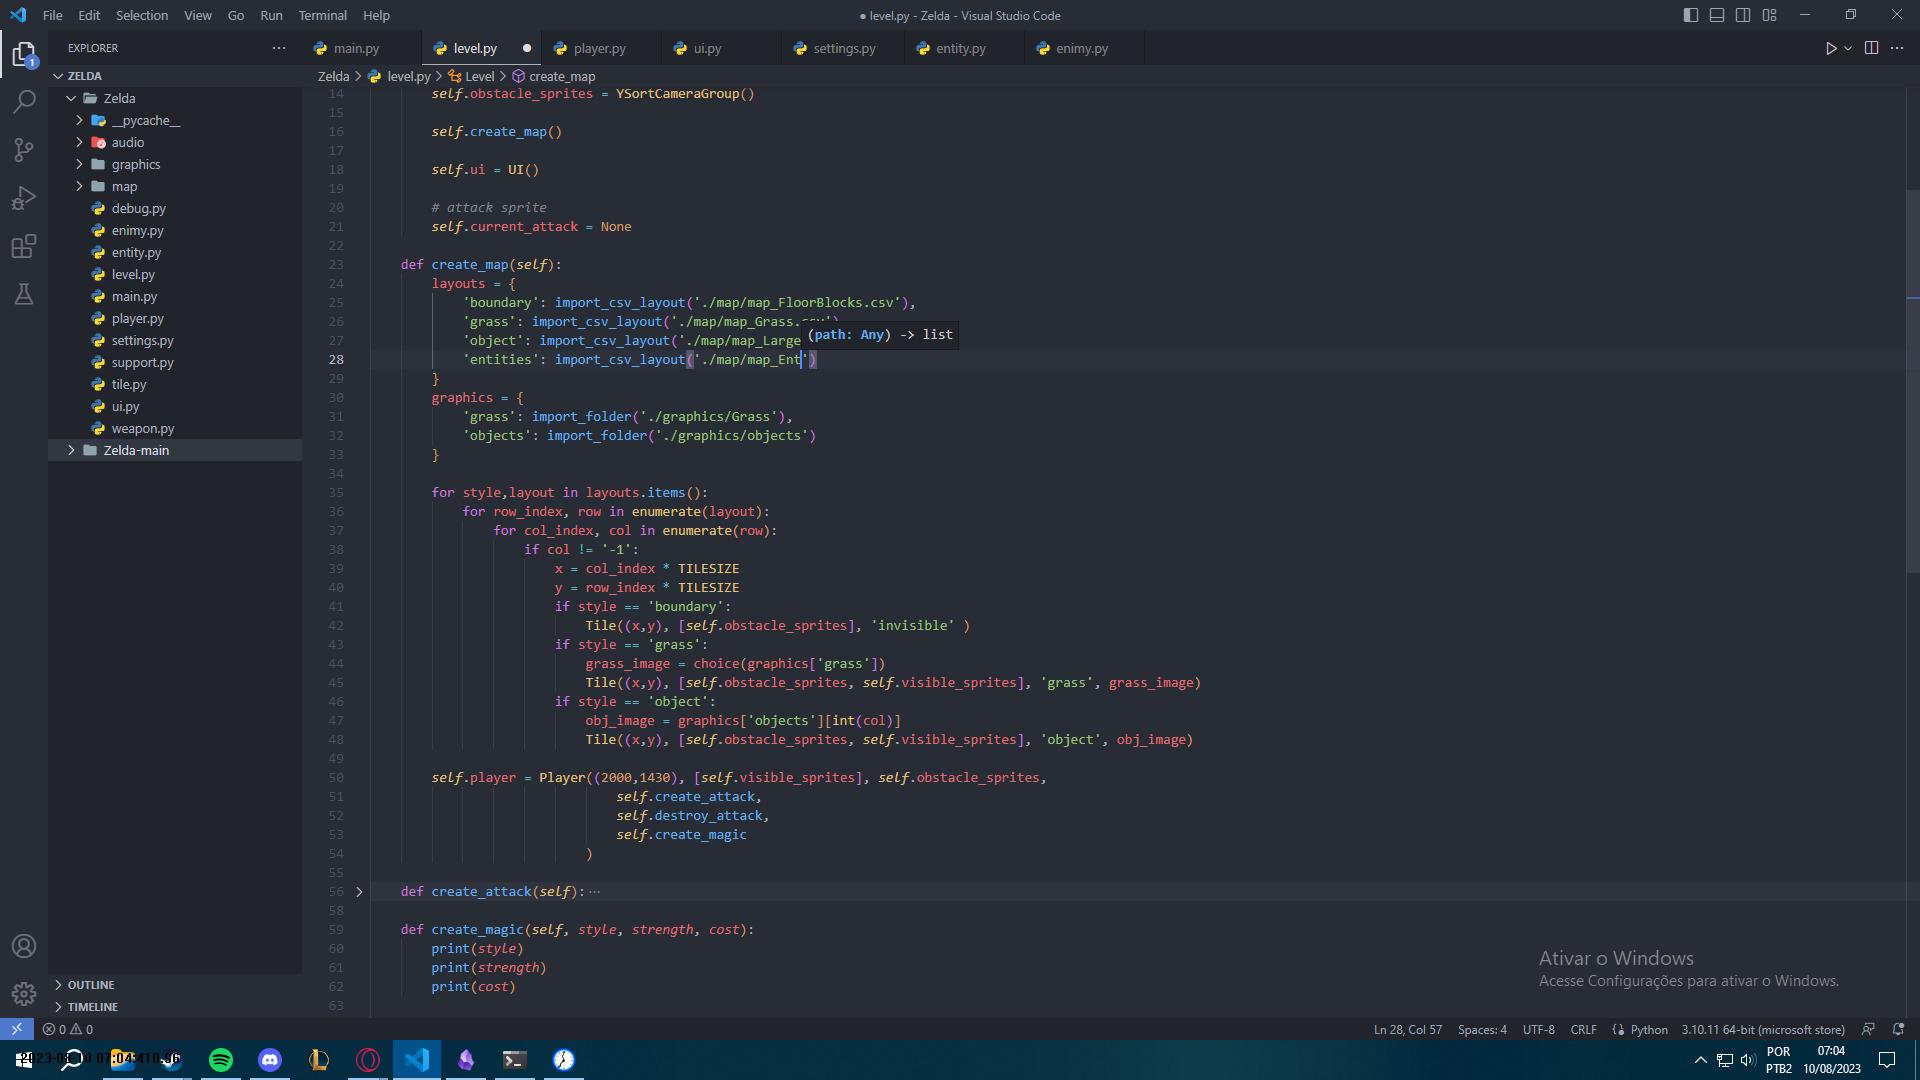 File Edit Selection View Go Run Terminal Help
● level.py - Zelda - Visual Studio Code
EXPLORER
main.py
level.py
player.py
ui.py
settings.py
entity.py
enimy.py
Zelda > level.py > Level > create_map
1
ZELDA
Zelda
__pycache__
audio
graphics
map
debug.py
enimy.py
entity.py
level.py
main.py
player.py
settings.py
support.py
tile.py
ui.py
weapon.py
Zelda-main
OUTLINE
TIMELINE
14 self.obstacle_sprites = YSortCameraGroup()
15
16 self.create_map()
17
18 self.ui = UI()
19
20 # attack sprite
21 self.current_attack = None
22
23 def create_map(self):
24 layouts = {
25 'boundary': import_csv_layout('./map/map_FloorBlocks.csv'),
26 'grass': import_csv_layout('./map/map_Grass.csv')
27 'object': import_csv_layout('./map/map_Large
(path: Any) -> list
28 'entities': import_csv_layout('./map/map_Ent')
29 }
30 graphics = {
31 'grass': import_folder('./graphics/Grass'),
32 'objects': import_folder('./graphics/objects')
33 }
34
35 for style,layout in layouts.items():
36 for row_index, row in enumerate(layout):
37 for col_index, col in enumerate(row):
38 if col != '-1':
39 x = col_index * TILESIZE
40 y = row_index * TILESIZE
41 if style == 'boundary':
42 Tile((x,y), [self.obstacle_sprites], 'invisible' )
43 if style == 'grass':
44 grass_image = choice(graphics['grass'])
45 Tile((x,y), [self.obstacle_sprites, self.visible_sprites], 'grass', grass_image)
46 if style == 'object':
47 obj_image = graphics['objects'][int(col)]
48 Tile((x,y), [self.obstacle_sprites, self.visible_sprites], 'object', obj_image)
49
50 self.player = Player((2000,1430), [self.visible_sprites], self.obstacle_sprites,
51 self.create_attack,
52 self.destroy_attack,
53 self.create_magic
54 )
55
56 def create_attack(self): ···
58
59 def create_magic(self, style, strength, cost):
60 print(style)
61 print(strength)
62 print(cost)
63
Ativar o Windows
Acesse Configurações para ativar o Windows.
0 0
Ln 28, Col 57 Spaces: 4 UTF-8 CRLF Python 3.10.11 64-bit (microsoft store)
POR
PTB2
07:04
10/08/2023